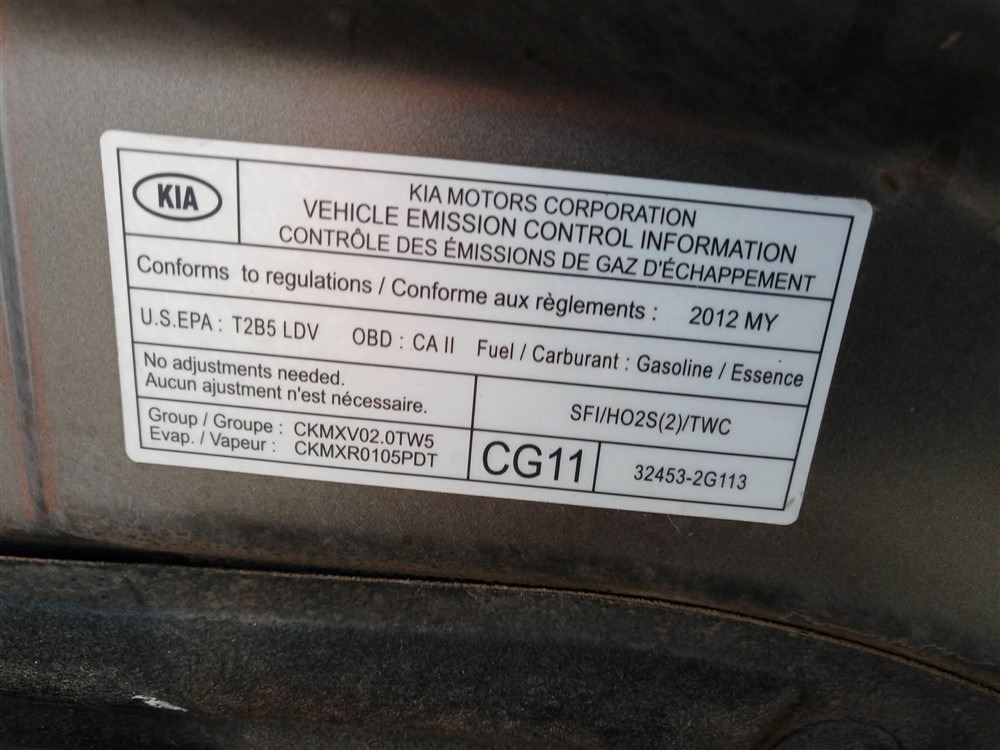 KIA
KIA MOTORS CORPORATION
VEHICLE EMISSION CONTROL INFORMATION
CONTRÔLE DES ÉMISSIONS DE GAZ D'ÉCHAPPEMENT
Conforms to regulations / Conforme aux règlements : 2012 MY
U.S.EPA : T2B5 LDV OBD : CA II Fuel / Carburant : Gasoline / Essence
No adjustments needed.
Aucun ajustment n'est nécessaire.
SFI/HO2S(2)/TWC
Group / Groupe : CKMXV02.0TW5
Evap. / Vapeur : CKMXR0105PDT
CG11
32453-2G113